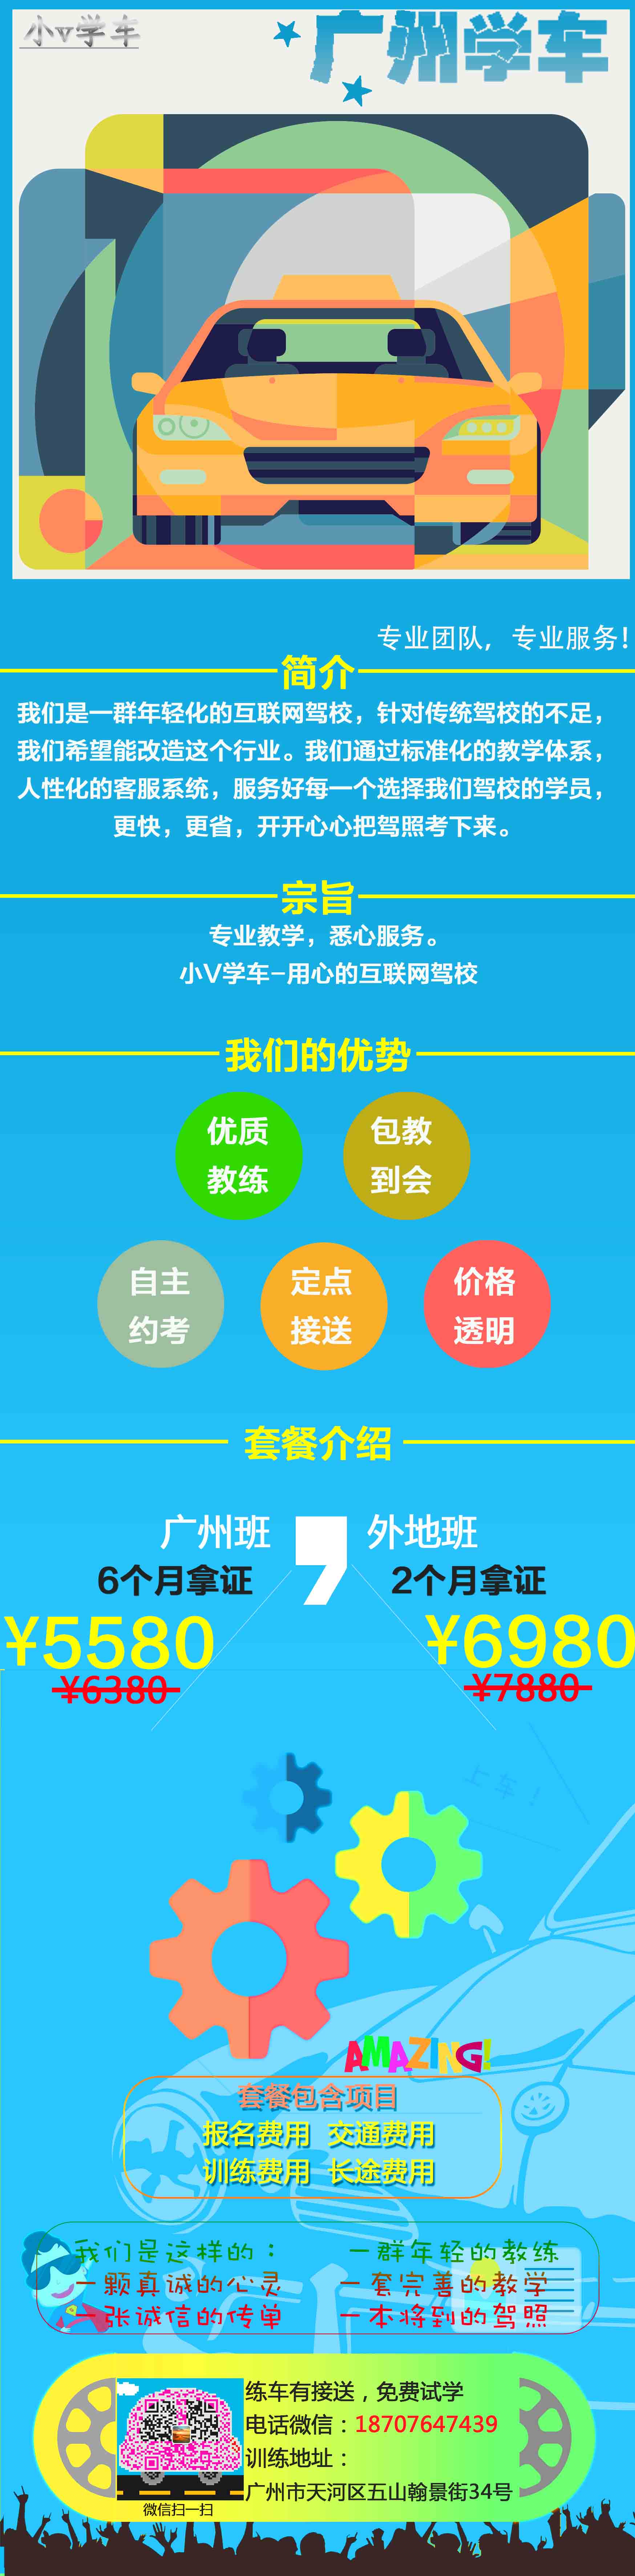 小v学车
广州学车
专业团队，专业服务!
简介
我们是一群年轻化的互联网驾校，针对传统驾校的不足，
我们希望能改造这个行业。我们通过标准化的教学体系，
人性化的客服系统，服务好每一个选择我们驾校的学员，
更快，更省，开开心心把驾照考下来。
宗旨
专业教学，悉心服务。
小V学车-用心的互联网驾校
我们的优势
优质 包教
教练 到会
自主 定点 价格
约考 接送 透明
套餐介绍
广州班 , 外地班
6个月拿证 2个月拿证
¥5580 ¥6980
¥6380 ¥7880
上车！
AMAZING!
套餐包含项目
报名费用 交通费用
训练费用 长途费用
我们是这样的： 一群年轻的教练
一颗真诚的心灵 一套完善的教学
一张诚信的传单 一本将到的驾照
练车有接送，免费试学
电话微信：18707647439
训练地址：
广州市天河区五山翰景街34号
微信扫一扫